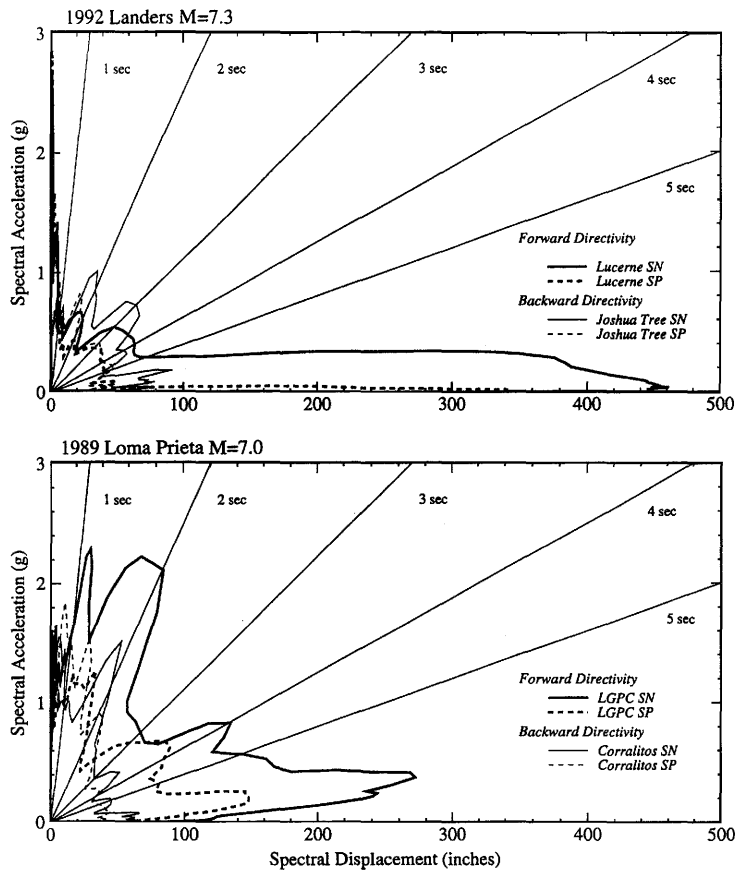 1992 Landers M=7.3
3
2
1
0
Spectral Acceleration (g)
1 sec
2 sec
3 sec
4 sec
5 sec
Forward Directivity
Lucerne SN
Lucerne SP
Backward Directivity
Joshua Tree SN
Joshua Tree SP
0
100
200
300
400
500
1989 Loma Prieta M=7.0
3
2
1
0
Spectral Acceleration (g)
1 sec
2 sec
3 sec
4 sec
5 sec
Forward Directivity
LGPC SN
LGPC SP
Backward Directivity
Corralitos SN
Corralitos SP
0
100
200
300
400
500
Spectral Displacement (inches)